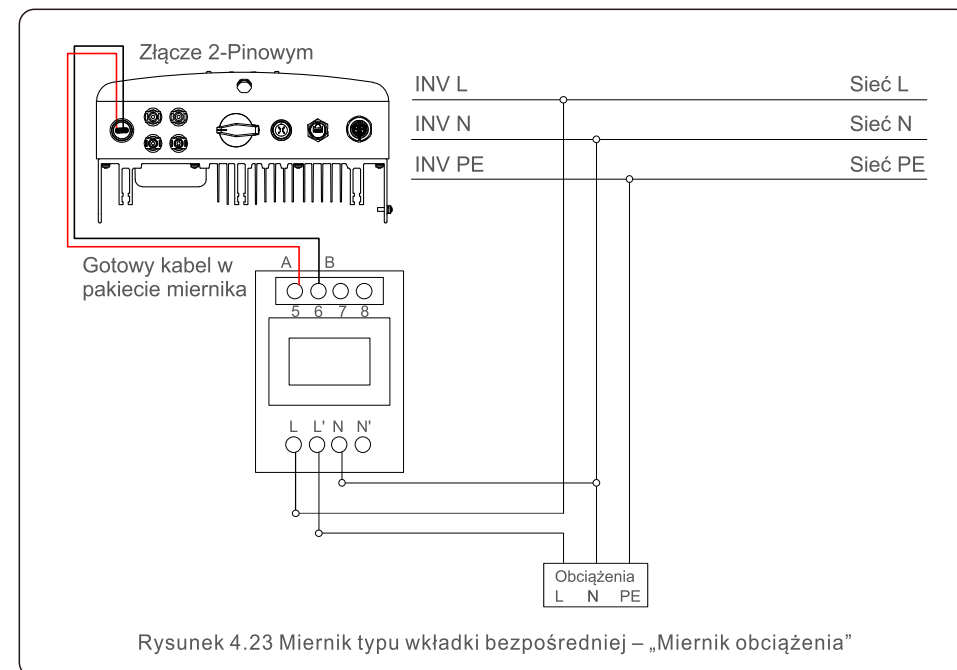 Złącze 2-Pinowym
INV L Sieć L
INV N Sieć N
INV PE Sieć PE
Gotowy kabel w
pakiecie miernika
A B
5 6 7 8
L L' N N'
Obciążenia
L N PE
Rysunek 4.23 Miernik typu wkładki bezpośredniej – „Miernik obciążenia”